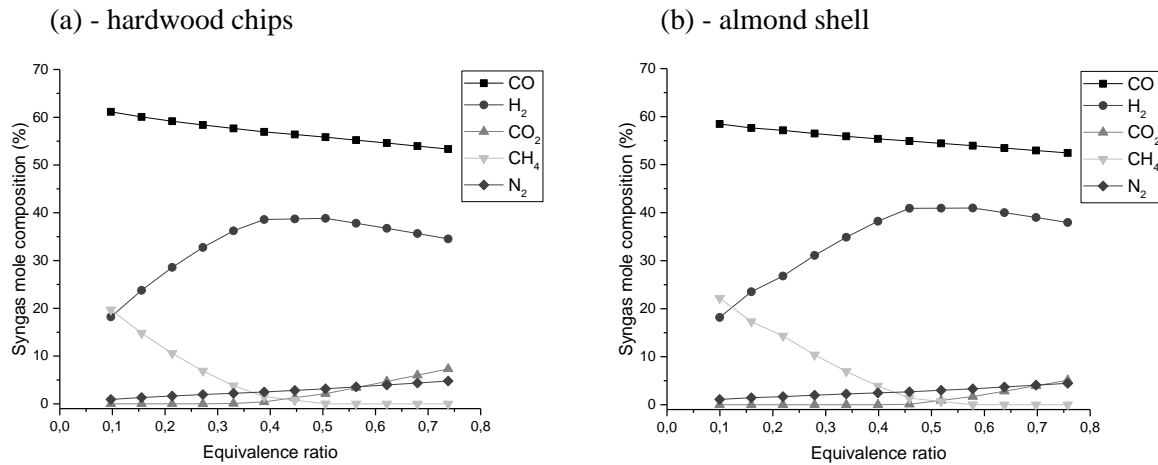 (a) - hardwood chips
(b) - almond shell
70
60
50
40
30
20
10
0
Syngas mole composition (%)
0,0 0,1 0,2 0,3 0,4 0,5 0,6 0,7 0,8
Equivalence ratio
CO
H₂
CO₂
CH₄
N₂
70
60
50
40
30
20
10
0
Syngas mole composition (%)
0,0 0,1 0,2 0,3 0,4 0,5 0,6 0,7 0,8
Equivalence ratio
CO
H₂
CO₂
CH₄
N₂